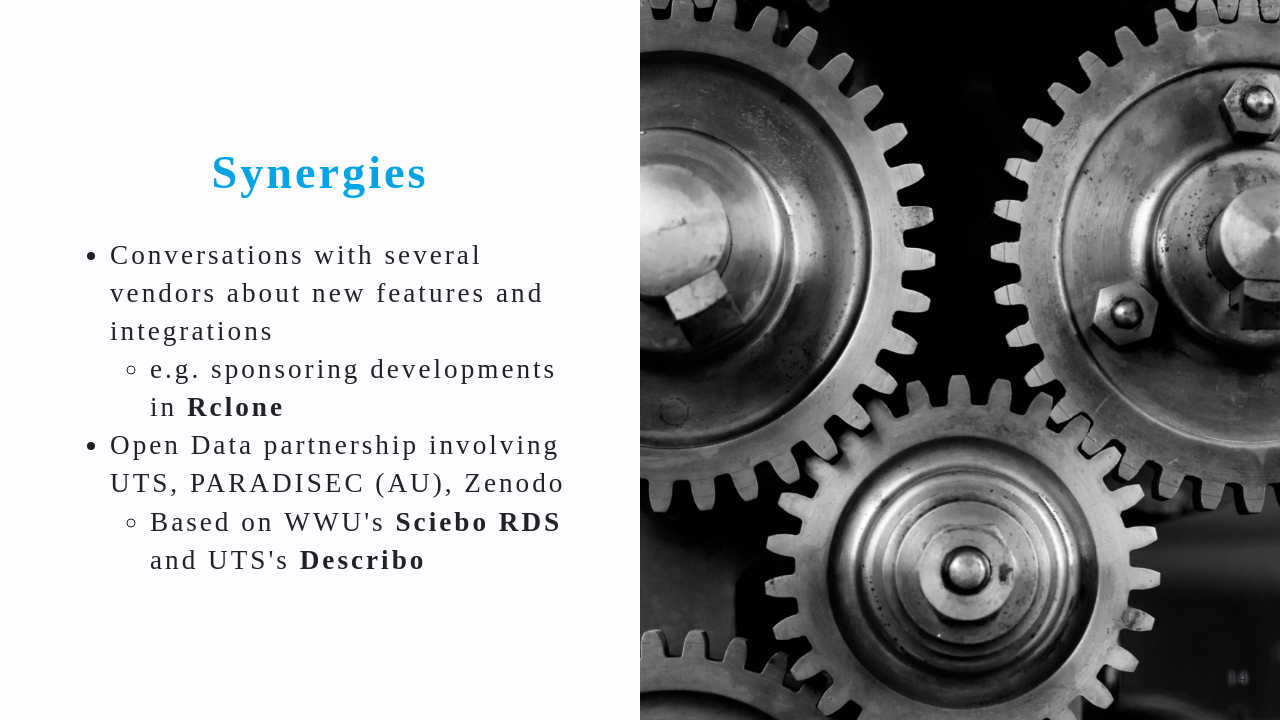 Synergies
• Conversations with several
vendors about new features and
integrations
◦ e.g. sponsoring developments
in Rclone
• Open Data partnership involving
UTS, PARADISEC (AU), Zenodo
◦ Based on WWU's Sciebo RDS
and UTS's Describo
14